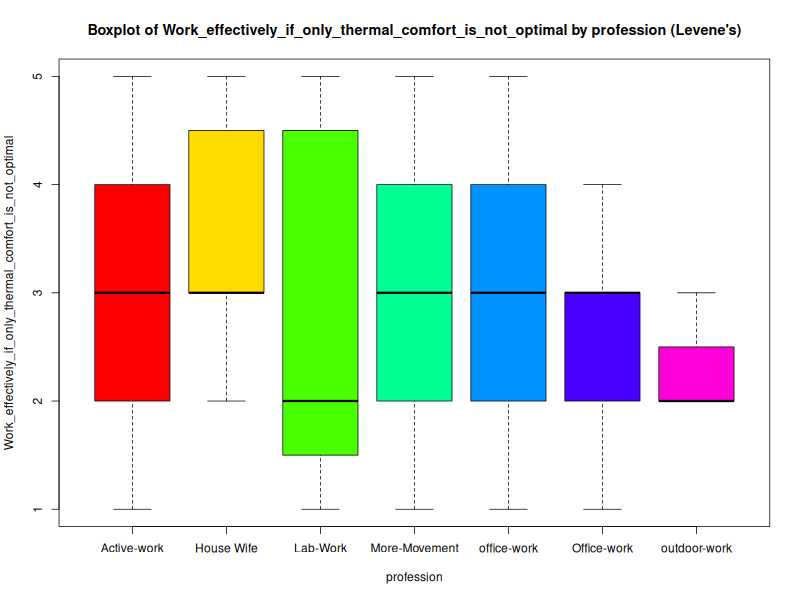 Boxplot of Work_effectively_if_only_thermal_comfort_is_not_optimal by profession (Levene's)
Work_effectively_if_only_thermal_comfort_is_not_optimal
5
4
3
2
1
Active-work House Wife Lab-Work More-Movement office-work Office-work outdoor-work
profession